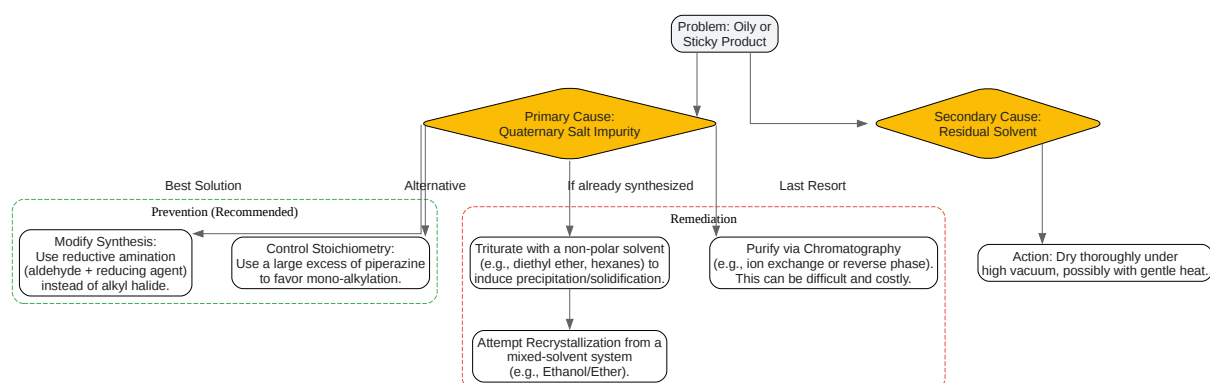 Problem: Oily or
Sticky Product
Primary Cause:
Quaternary Salt Impurity
Secondary Cause:
Residual Solvent
Best Solution
Alternative
If already synthesized
Last Resort
Prevention (Recommended)
Remediation
Modify Synthesis:
Use reductive amination
(aldehyde + reducing agent)
instead of alkyl halide.
Control Stoichiometry:
Use a large excess of piperazine
to favor mono-alkylation.
Triturate with a non-polar solvent
(e.g., diethyl ether, hexanes) to
induce precipitation/solidification.
Purify via Chromatography
(e.g., ion exchange or reverse phase).
This can be difficult and costly.
Action: Dry thoroughly under
high vacuum, possibly with gentle heat.
Attempt Recrystallization from a
mixed-solvent system
(e.g., Ethanol/Ether).